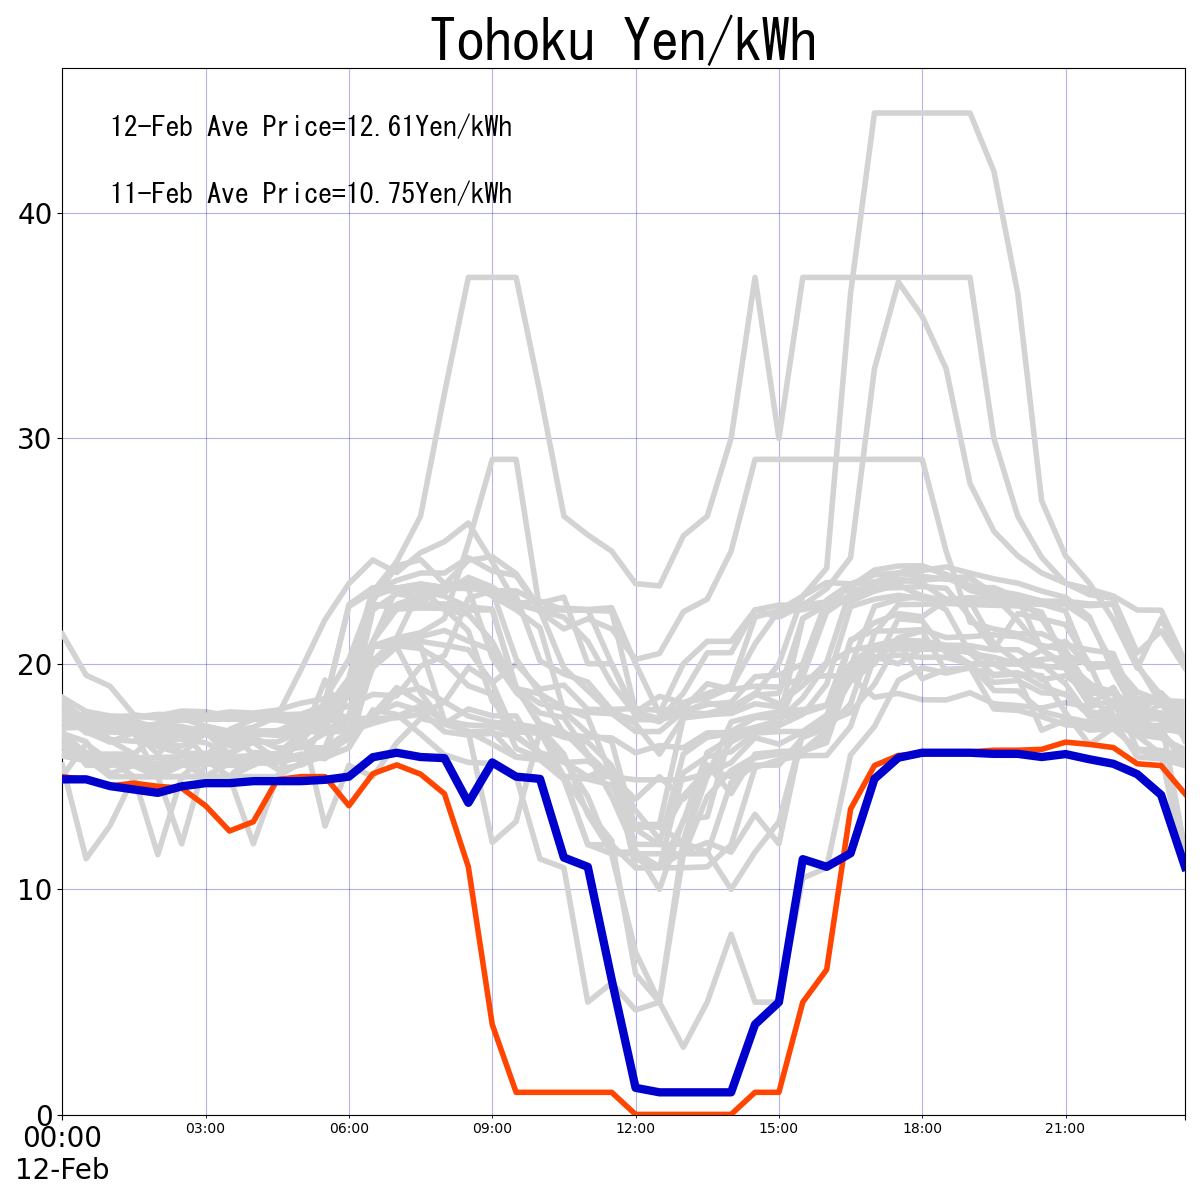 Tohoku Yen/kWh
12-Feb Ave Price=12.61Yen/kWh
11-Feb Ave Price=10.75Yen/kWh
40
30
20
10
0
00:00 03:00 06:00 09:00 12:00 15:00 18:00 21:00
12-Feb